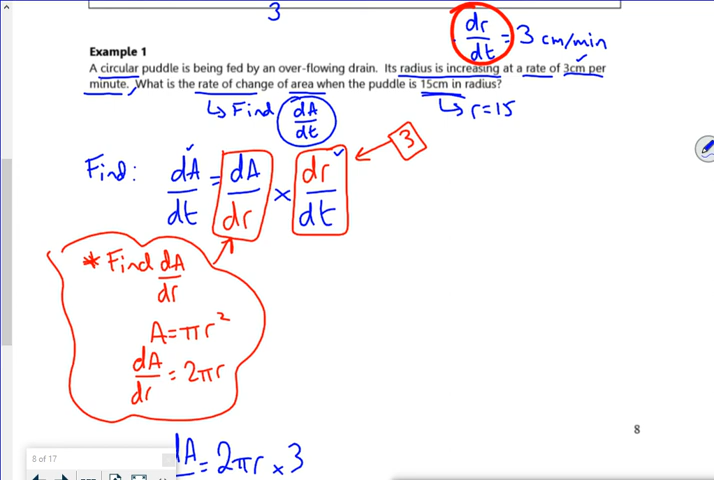 3
dr/dt = 3 cm/min
Example 1
A circular puddle is being fed by an over-flowing drain. Its radius is increasing at a rate of 3cm per
minute. What is the rate of change of area when the puddle is 15cm in radius?
↳ Find dA/dt
↳ r=15
Find: dA/dt = dA/dr × dr/dt ← 3
* Find dA/dr
A=πr²
dA/dr = 2πr
8
8 of 17
= 2πr × 3